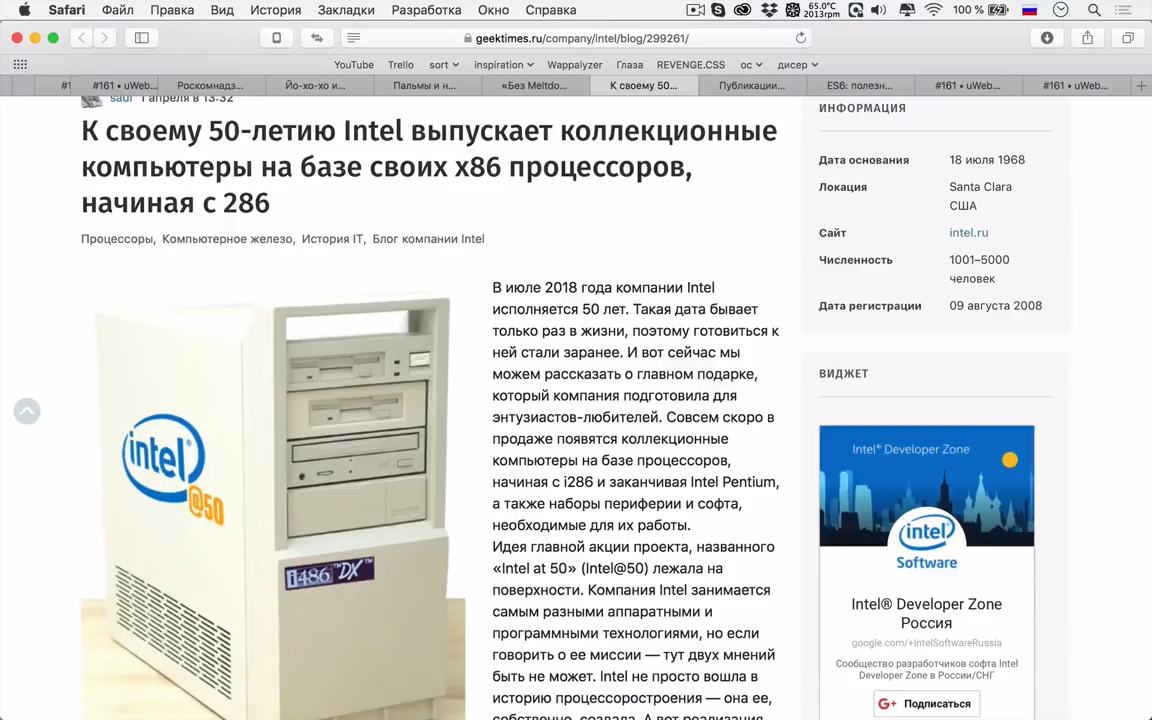 Safari Файл Правка Вид История Закладки Разработка Окно Справка 65.0°C 2013rpm 100 %
geektimes.ru/company/intel/blog/299261/
YouTube Trello sort inspiration Wappalyzer Глаза REVENGE.CSS ос дисер
#1 #161 • uWeb... Роскомнадз... Йо-хо-хо и... Пальмы и н... «Без Meltdo... К своему 50... Публикации... ES6: полезн... #161 • uWeb... #161 • uWeb...
saul 1 апреля в 13:32
К своему 50-летию Intel выпускает коллекционные
компьютеры на базе своих x86 процессоров,
начиная с 286
Процессоры, Компьютерное железо, История IT, Блог компании Intel
intel
@50
i486™DX™
В июле 2018 года компании Intel
исполняется 50 лет. Такая дата бывает
только раз в жизни, поэтому готовиться к
ней стали заранее. И вот сейчас мы
можем рассказать о главном подарке,
который компания подготовила для
энтузиастов-любителей. Совсем скоро в
продаже появятся коллекционные
компьютеры на базе процессоров,
начиная с i286 и заканчивая Intel Pentium,
а также наборы периферии и софта,
необходимые для их работы.
Идея главной акции проекта, названного
«Intel at 50» (Intel@50) лежала на
поверхности. Компания Intel занимается
самым разными аппаратными и
программными технологиями, но если
говорить о ее миссии — тут двух мнений
быть не может. Intel не просто вошла в
историю процессоростроения — она ее,
собственно, создала. А вот реализация
ИНФОРМАЦИЯ
Дата основания 18 июля 1968
Локация Santa Clara
США
Сайт intel.ru
Численность 1001–5000
человек
Дата регистрации 09 августа 2008
ВИДЖЕТ
Intel® Developer Zone
intel
Software
Intel® Developer Zone
Россия
google.com/+IntelSoftwareRussia
Сообщество разработчиков софта Intel
Developer Zone в России/СНГ
G+ Подписаться